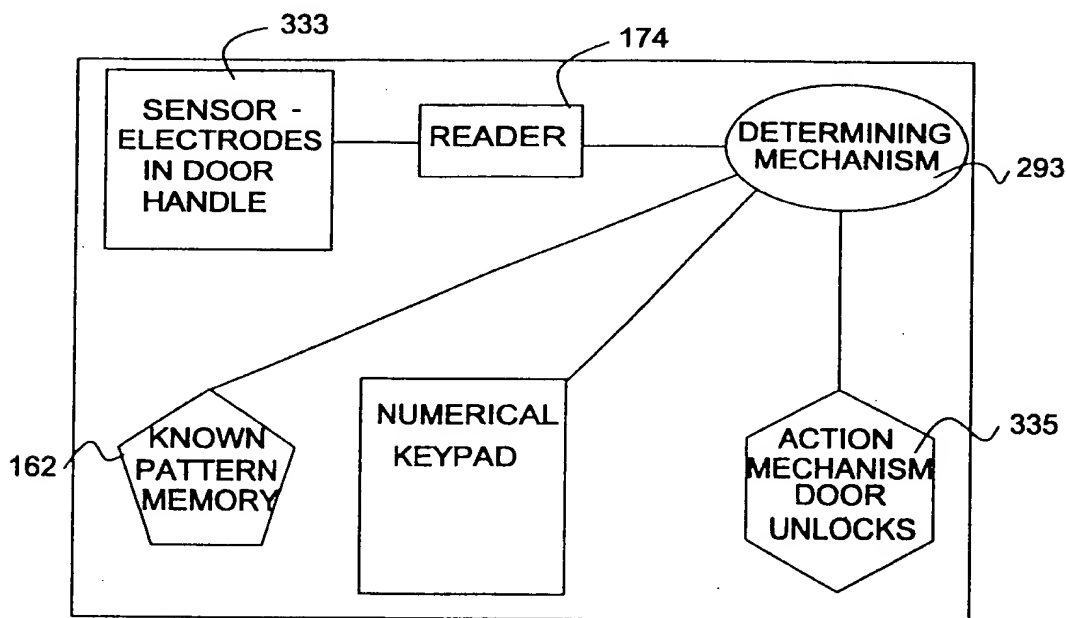 333
174
SENSOR -
ELECTRODES
IN DOOR
HANDLE
READER
DETERMINING
MECHANISM
293
162
KNOWN
PATTERN
MEMORY
NUMERICAL
KEYPAD
ACTION
MECHANISM
DOOR
UNLOCKS
335